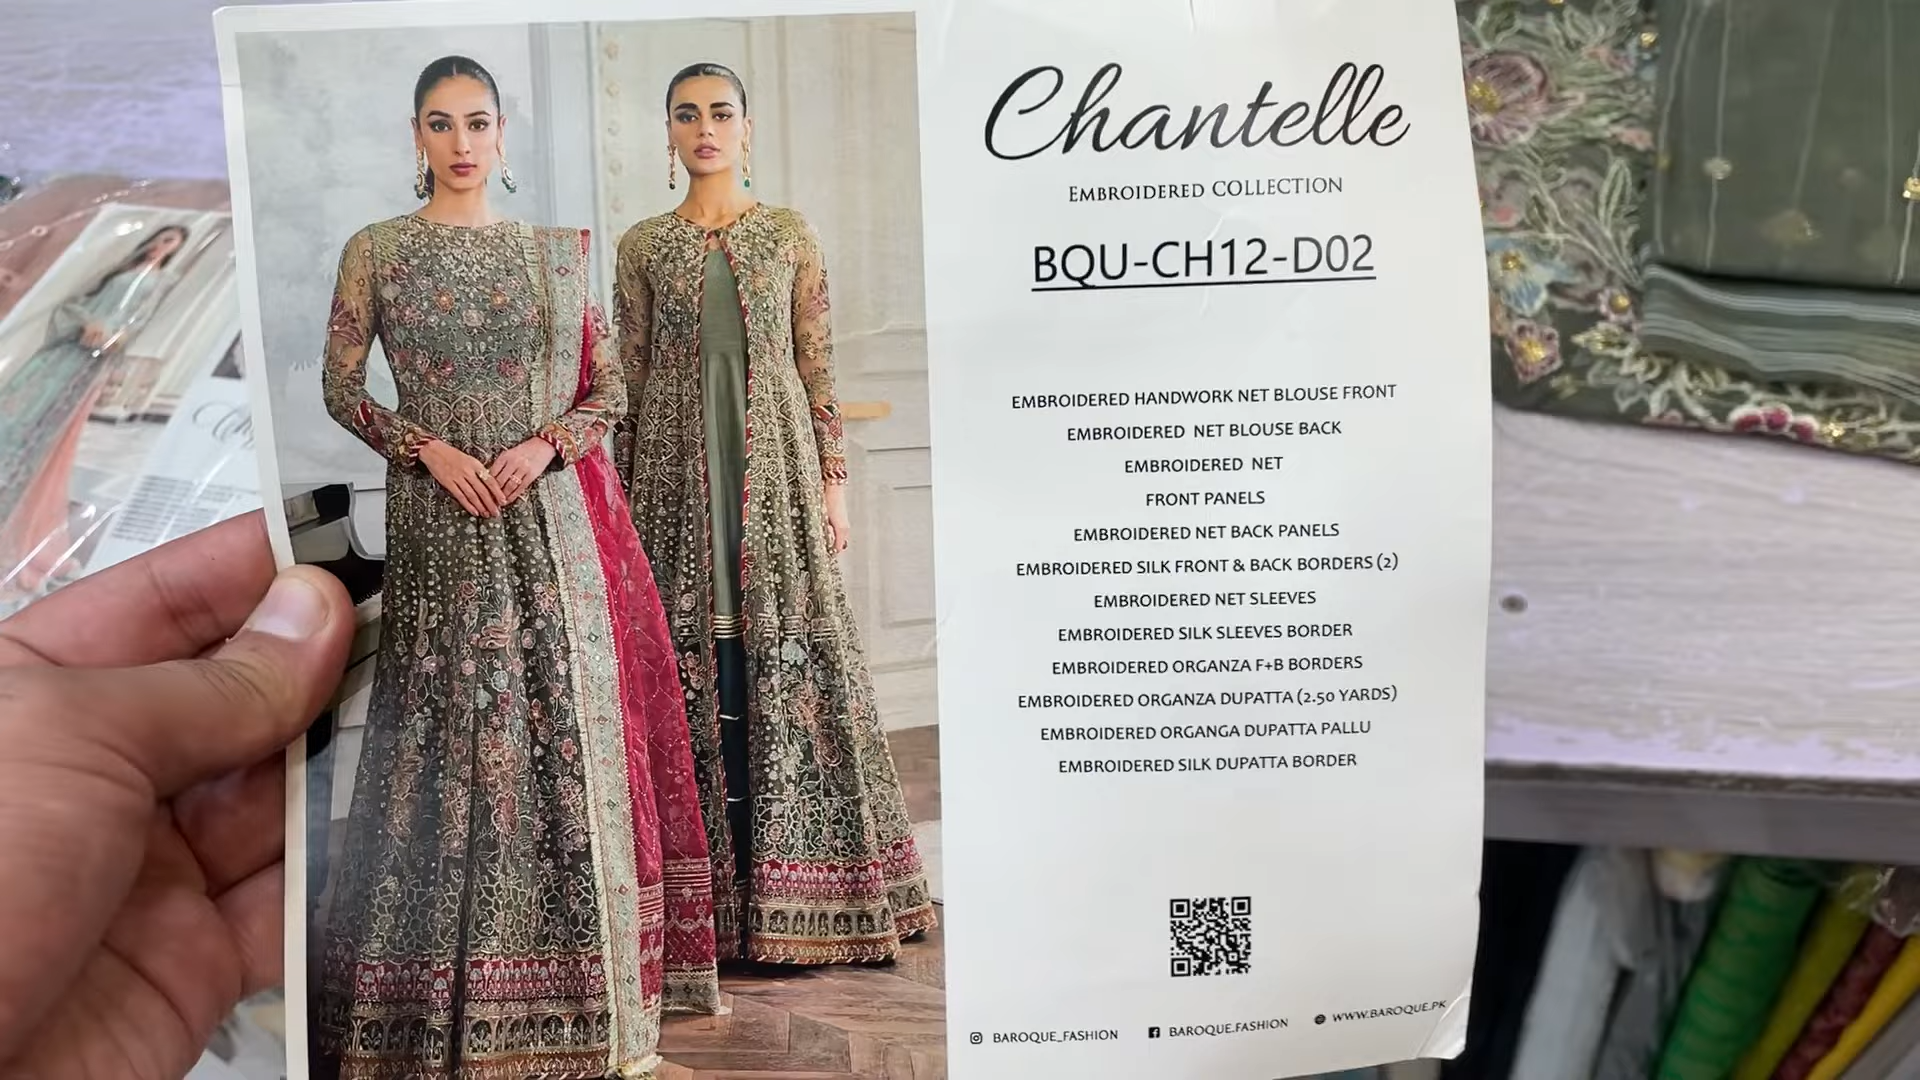 Chantelle
EMBROIDERED COLLECTION
BQU-CH12-D02
EMBROIDERED HANDWORK NET BLOUSE FRONT
EMBROIDERED NET BLOUSE BACK
EMBROIDERED NET
FRONT PANELS
EMBROIDERED NET BACK PANELS
EMBROIDERED SILK FRONT & BACK BORDERS (2)
EMBROIDERED NET SLEEVES
EMBROIDERED SILK SLEEVES BORDER
EMBROIDERED ORGANZA F+B BORDERS
EMBROIDERED ORGANZA DUPATTA (2.50 YARDS)
EMBROIDERED ORGANGA DUPATTA PALLU
EMBROIDERED SILK DUPATTA BORDER
BAROQUE_FASHION BAROQUE.FASHION WWW.BAROQUE.PK